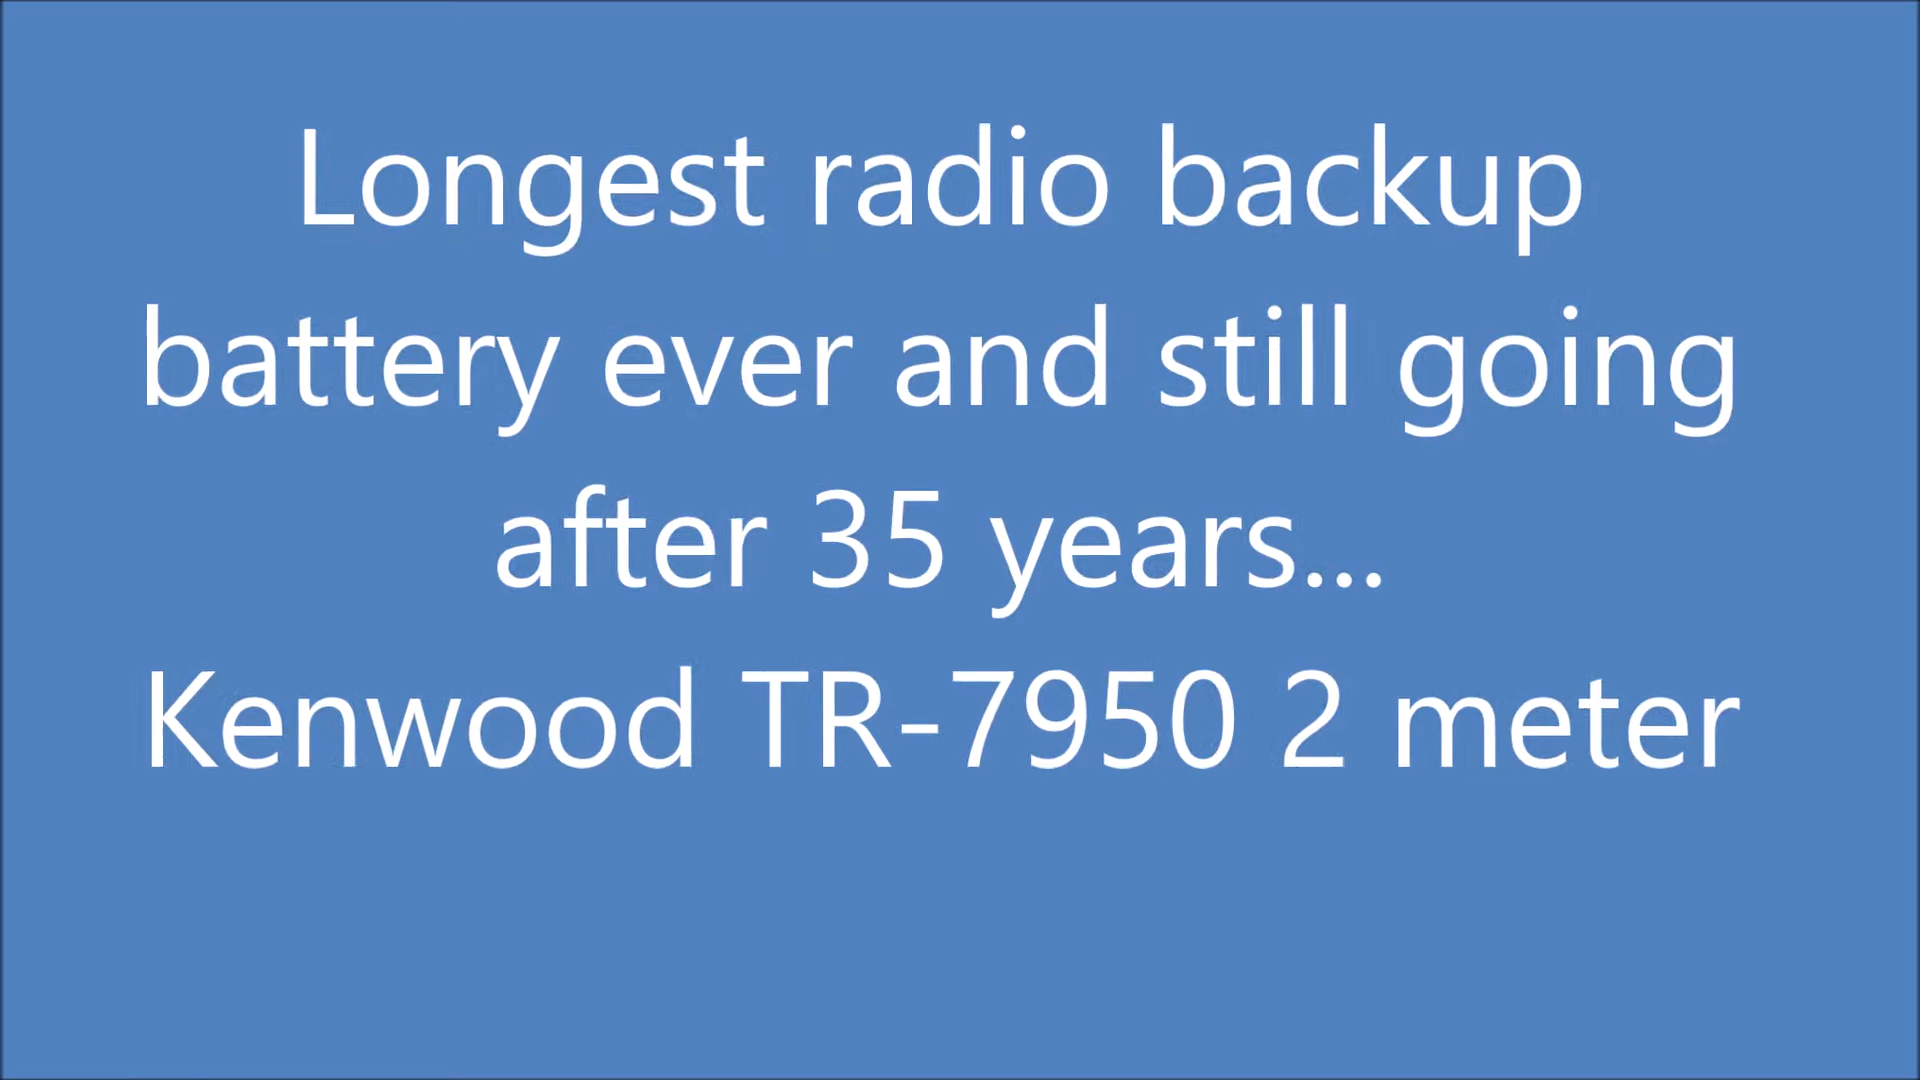 Longest radio backup
battery ever and still going
after 35 years...
Kenwood TR-7950 2 meter